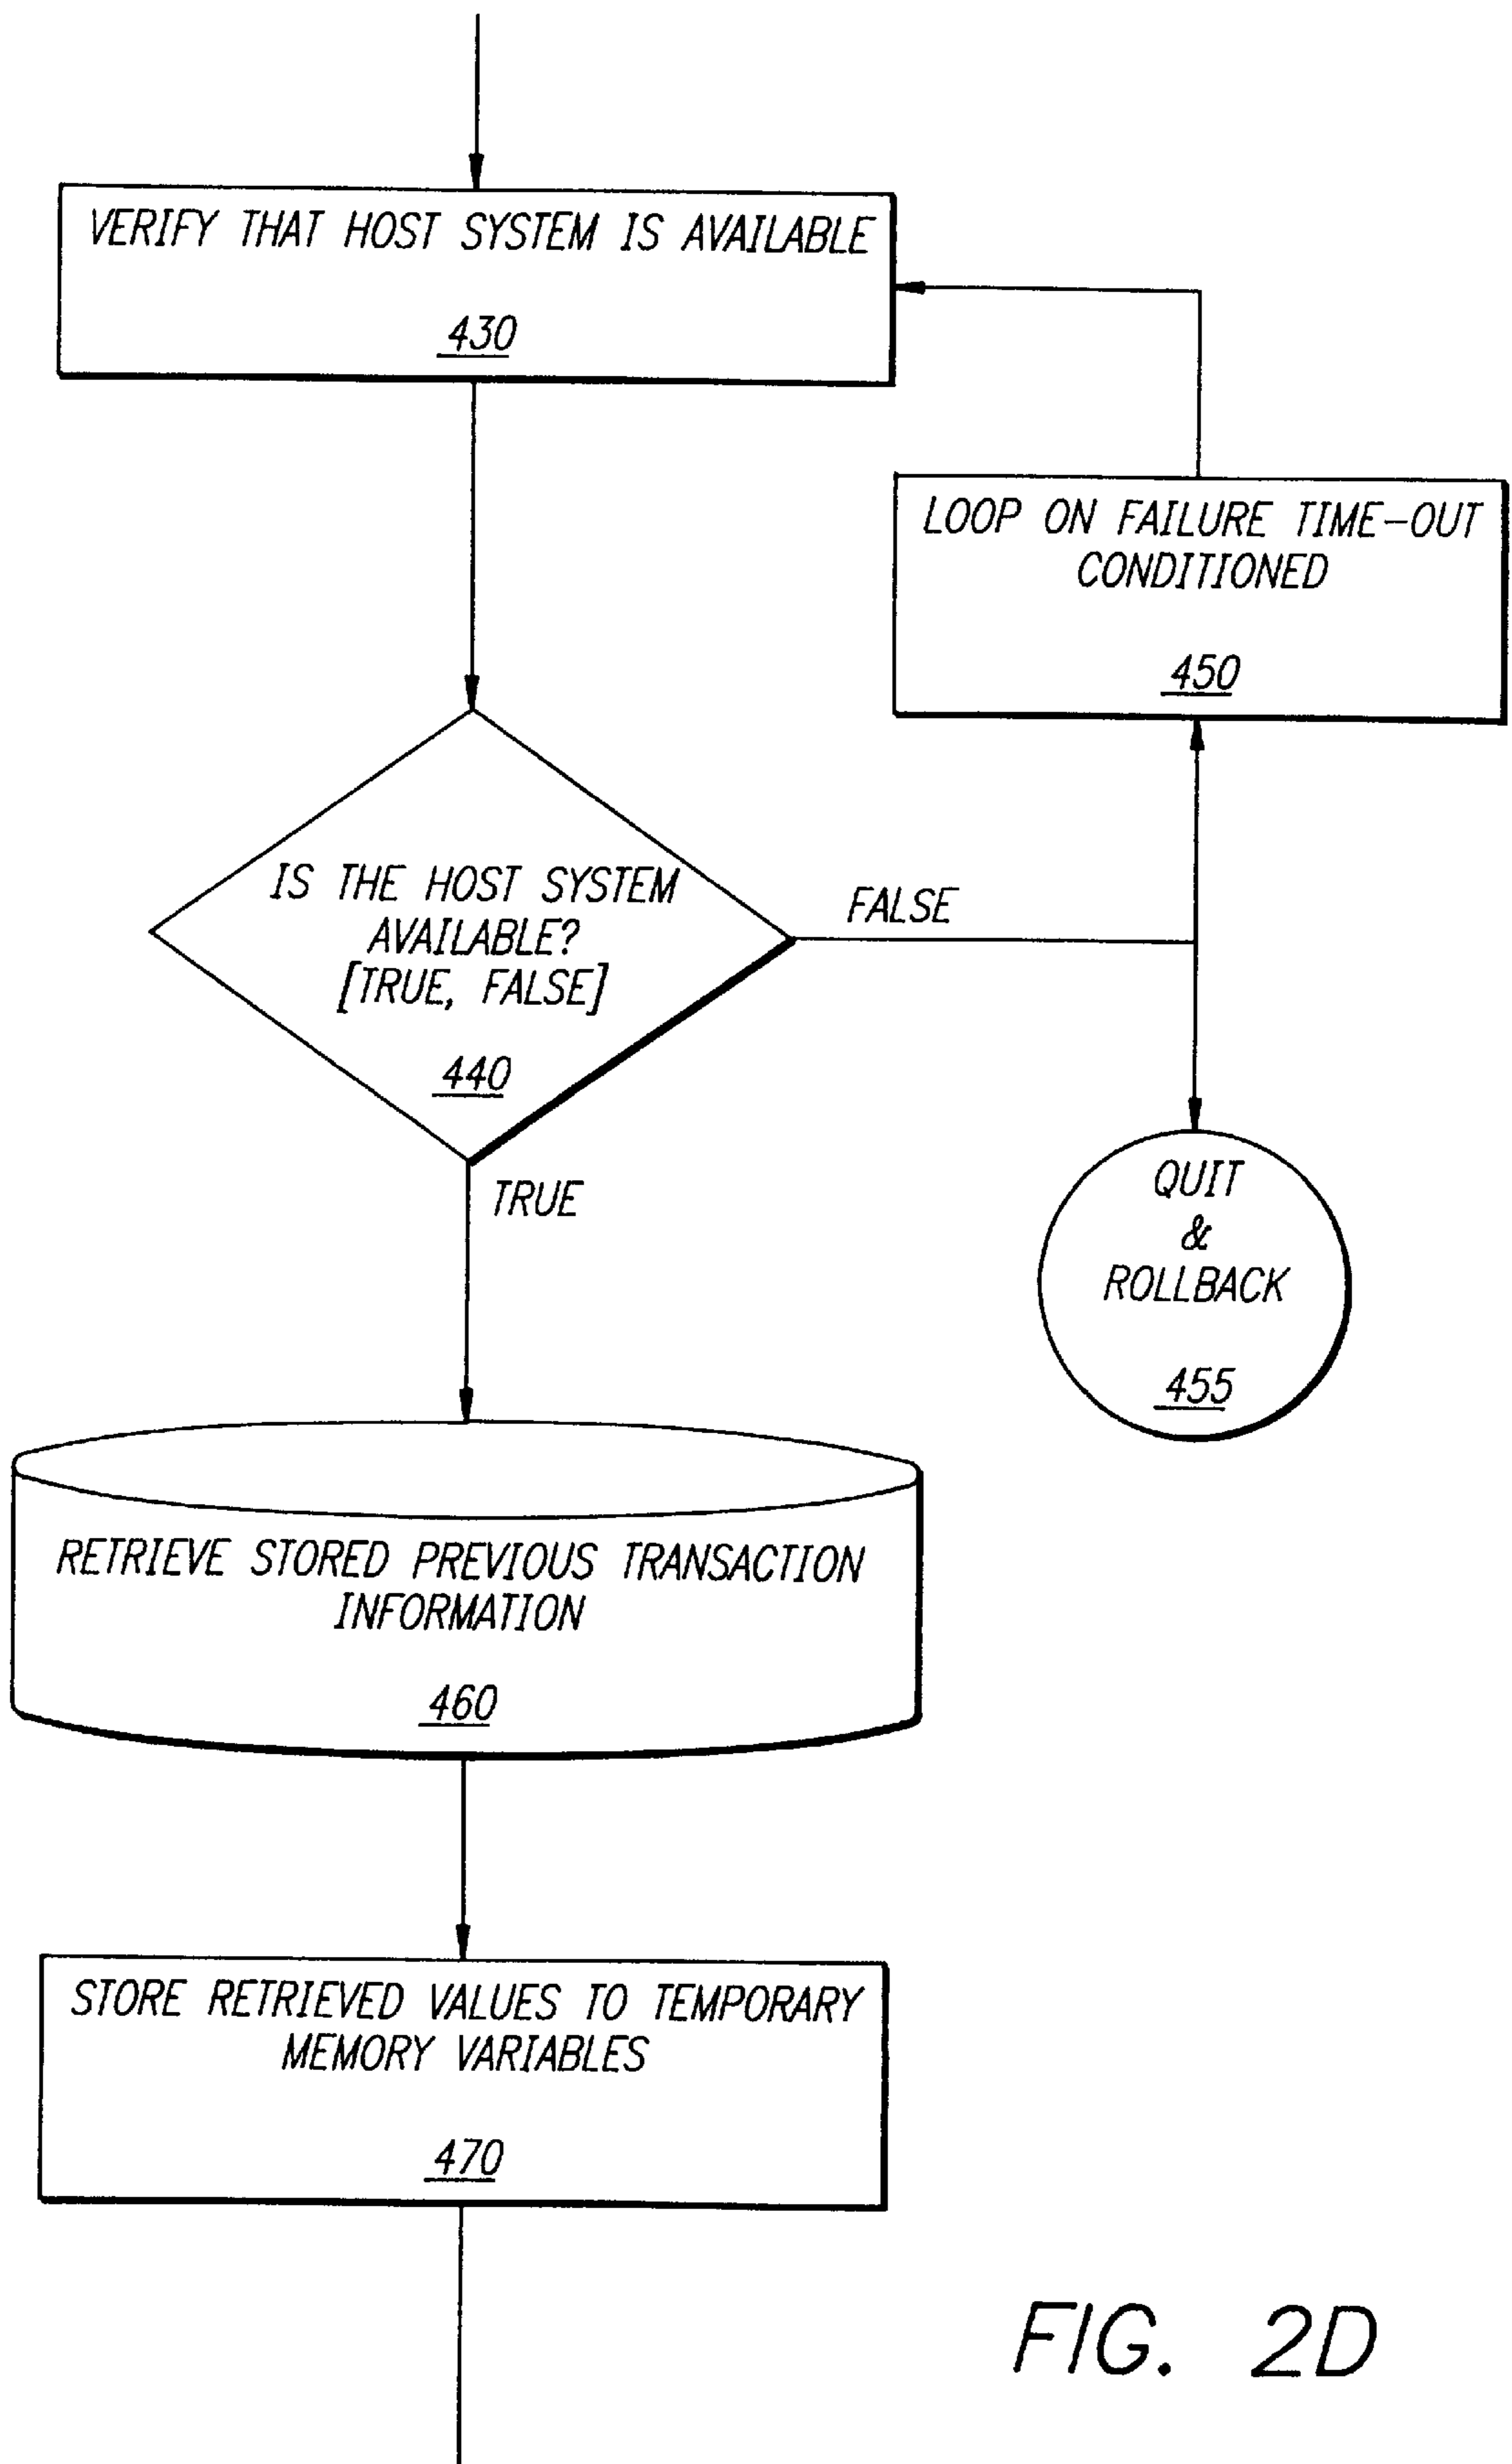 VERIFY THAT HOST SYSTEM IS AVAILABLE
430
LOOP ON FAILURE TIME-OUT
CONDITIONED
450
IS THE HOST SYSTEM
AVAILABLE?
[TRUE, FALSE]
440
FALSE
TRUE
QUIT
&
ROLLBACK
455
RETRIEVE STORED PREVIOUS TRANSACTION
INFORMATION
460
STORE RETRIEVED VALUES TO TEMPORARY
MEMORY VARIABLES
470
FIG. 2D